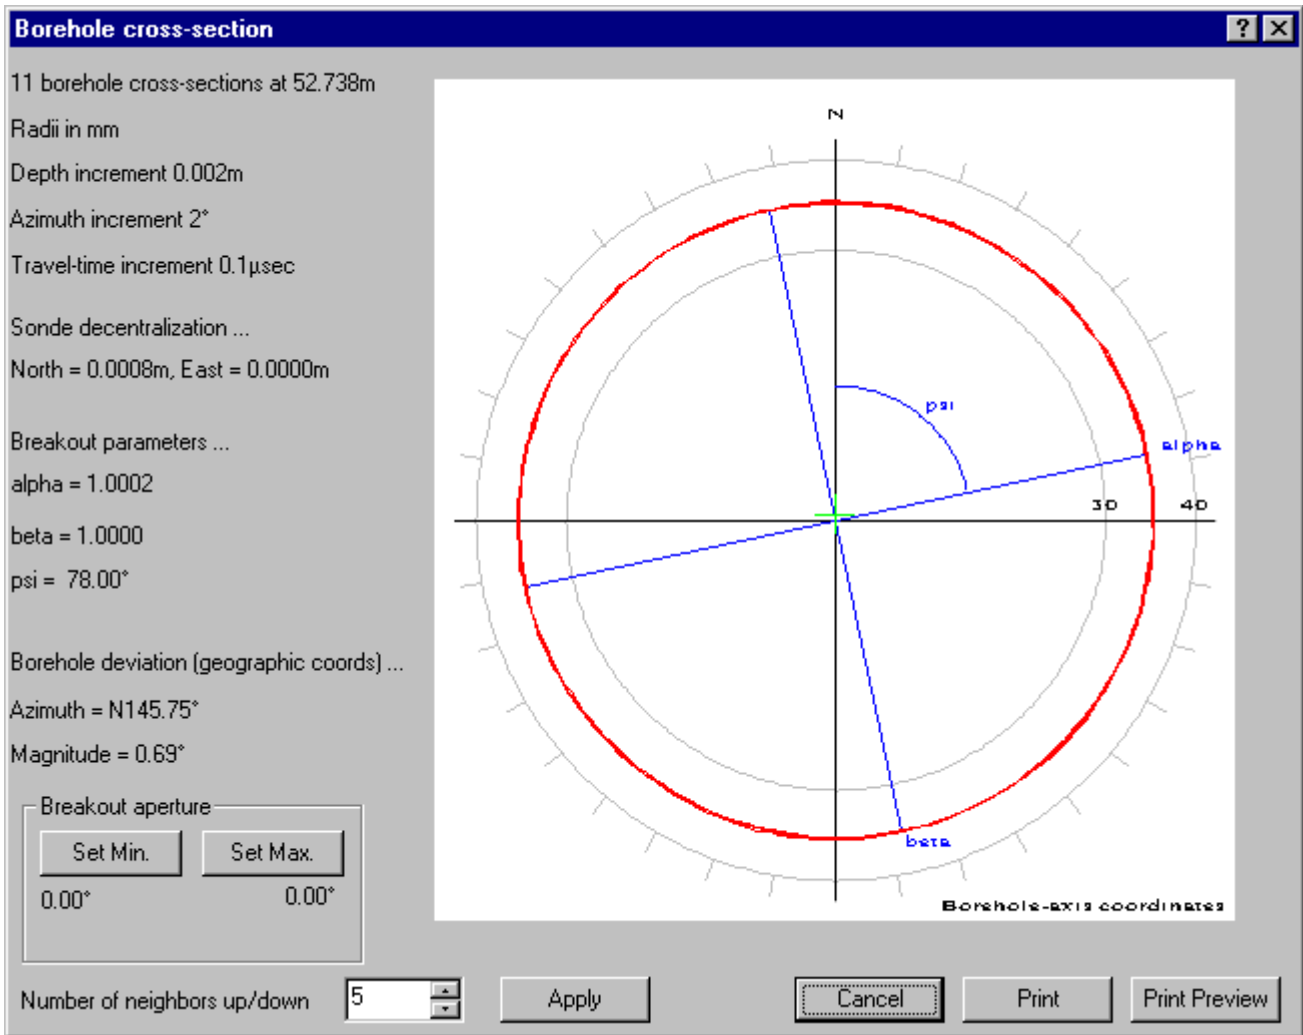 Borehole cross-section
11 borehole cross-sections at 52.738m
Radii in mm
Depth increment 0.002m
Azimuth increment 2°
Travel-time increment 0.1µsec
Sonde decentralization ...
North = 0.0008m, East = 0.0000m
Breakout parameters ...
alpha = 1.0002
beta = 1.0000
psi = 78.00°
Borehole deviation (geographic coords) ...
Azimuth = N145.75°
Magnitude = 0.69°
Breakout aperture
Set Min. Set Max.
0.00° 0.00°
N
psi
alpha
30 40
beta
Borehole-axis coordinates
Number of neighbors up/down 5 Apply Cancel Print Print Preview